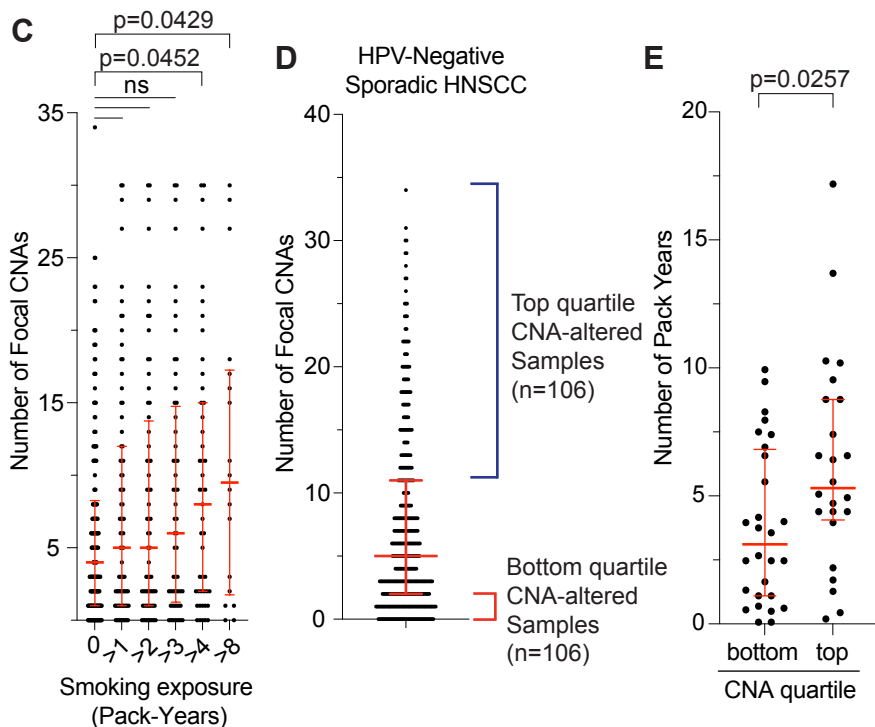 C
p=0.0429
p=0.0452
ns
35
25
15
5
Number of Focal CNAs
0
>1
>2
>3
>4
>8
Smoking exposure
(Pack-Years)
D
HPV-Negative
Sporadic HNSCC
40
30
20
10
0
Number of Focal CNAs
Top quartile
CNA-altered
Samples
(n=106)
Bottom quartile
CNA-altered
Samples
(n=106)
E
p=0.0257
20
15
10
5
0
Number of Pack Years
bottom
top
CNA quartile